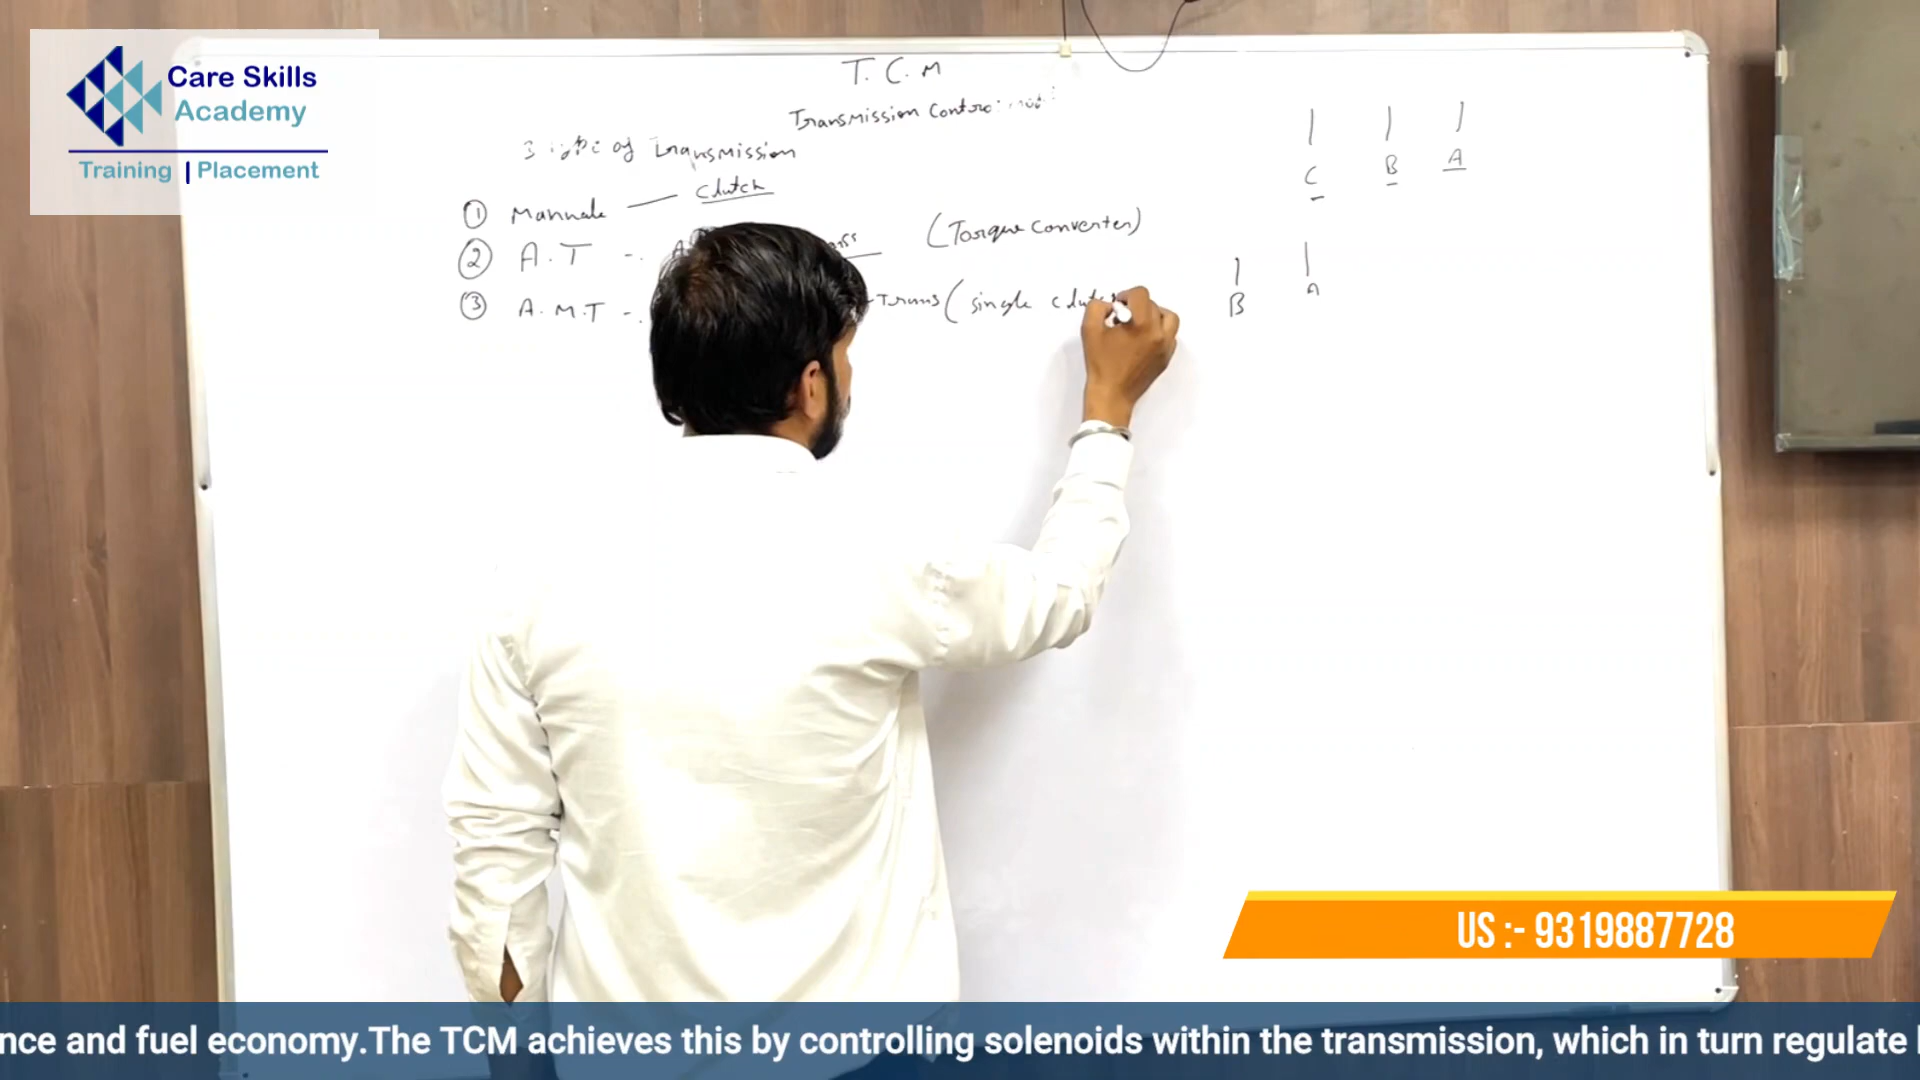 Care Skills
Academy
Training | Placement
T.C.M
Transmission
of Transmission
① Mannale — Clutch
② A.T -. (Torque Converter)
③ A.M.T -. -Trans (single
C B A
B A
US :- 9319887728
nce and fuel economy.The TCM achieves this by controlling solenoids within the transmission, which in turn regulate